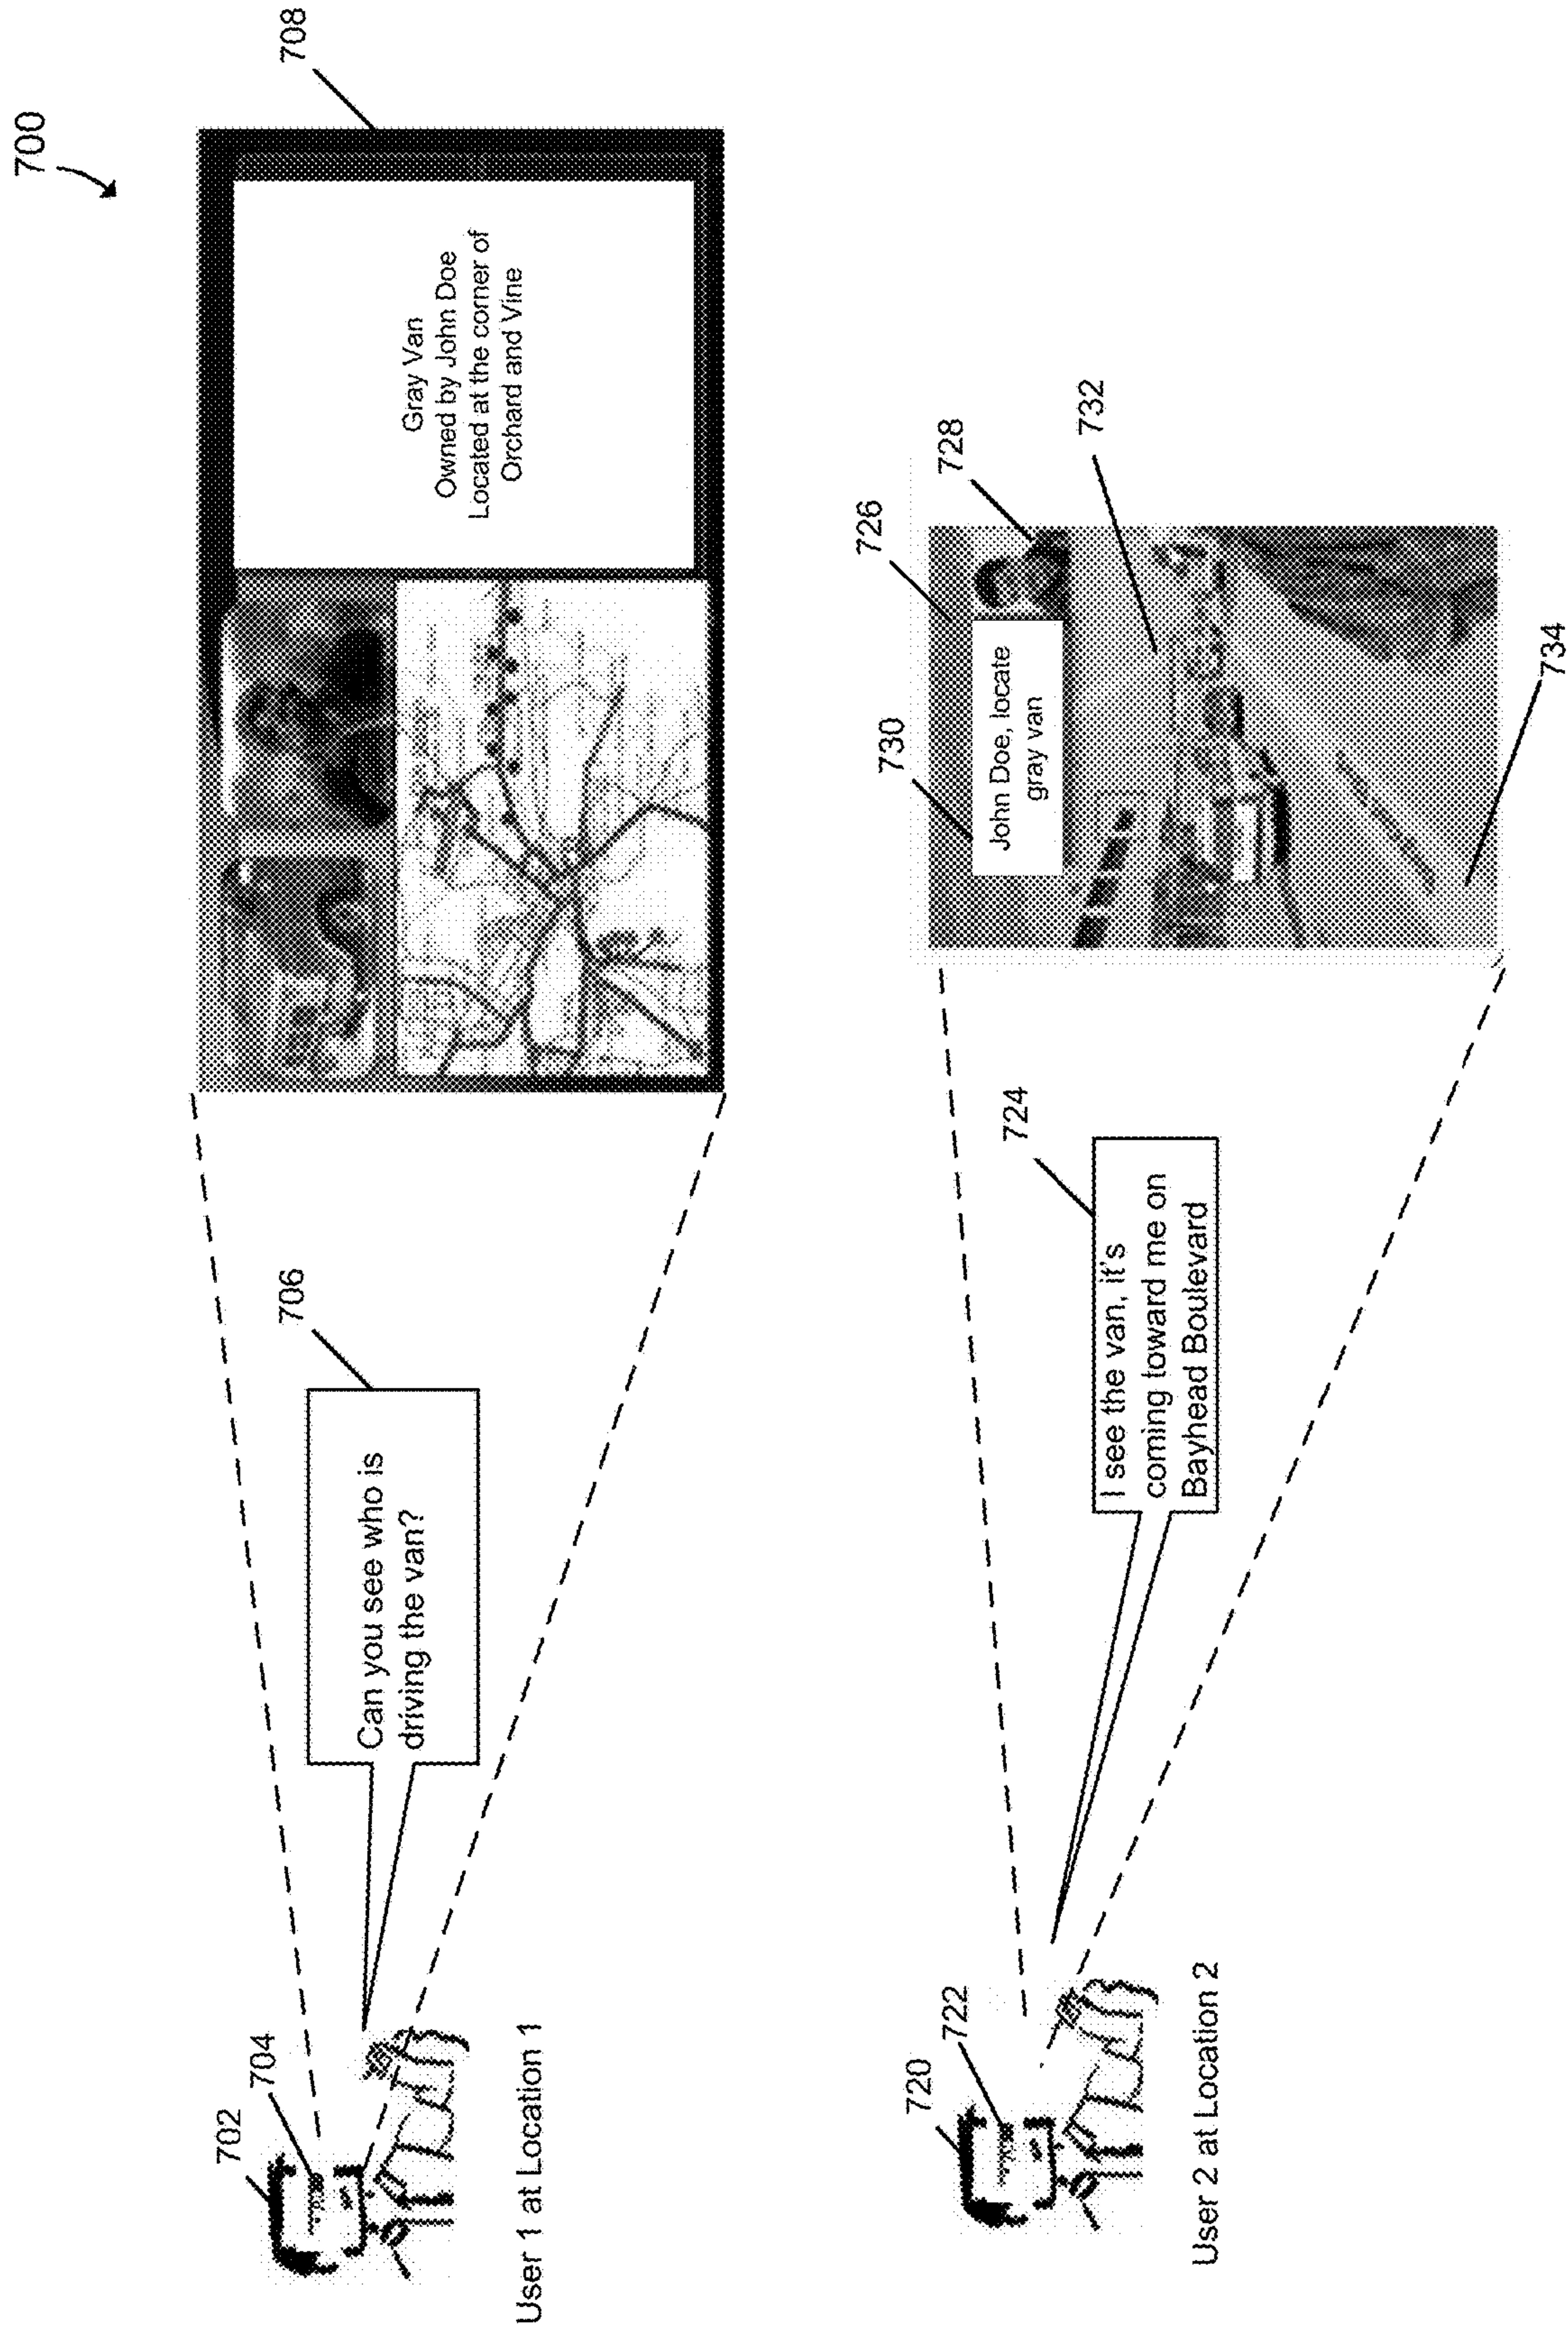 700
708
Gray Van
Owned by John Doe
Located at the corner of
Orchard and Vine
706
Can you see who is
driving the van?
702
704
User 1 at Location 1
726
728
730
John Doe, locate
gray van
732
734
724
I see the van, it's
coming toward me on
Bayhead Boulevard
720
722
User 2 at Location 2